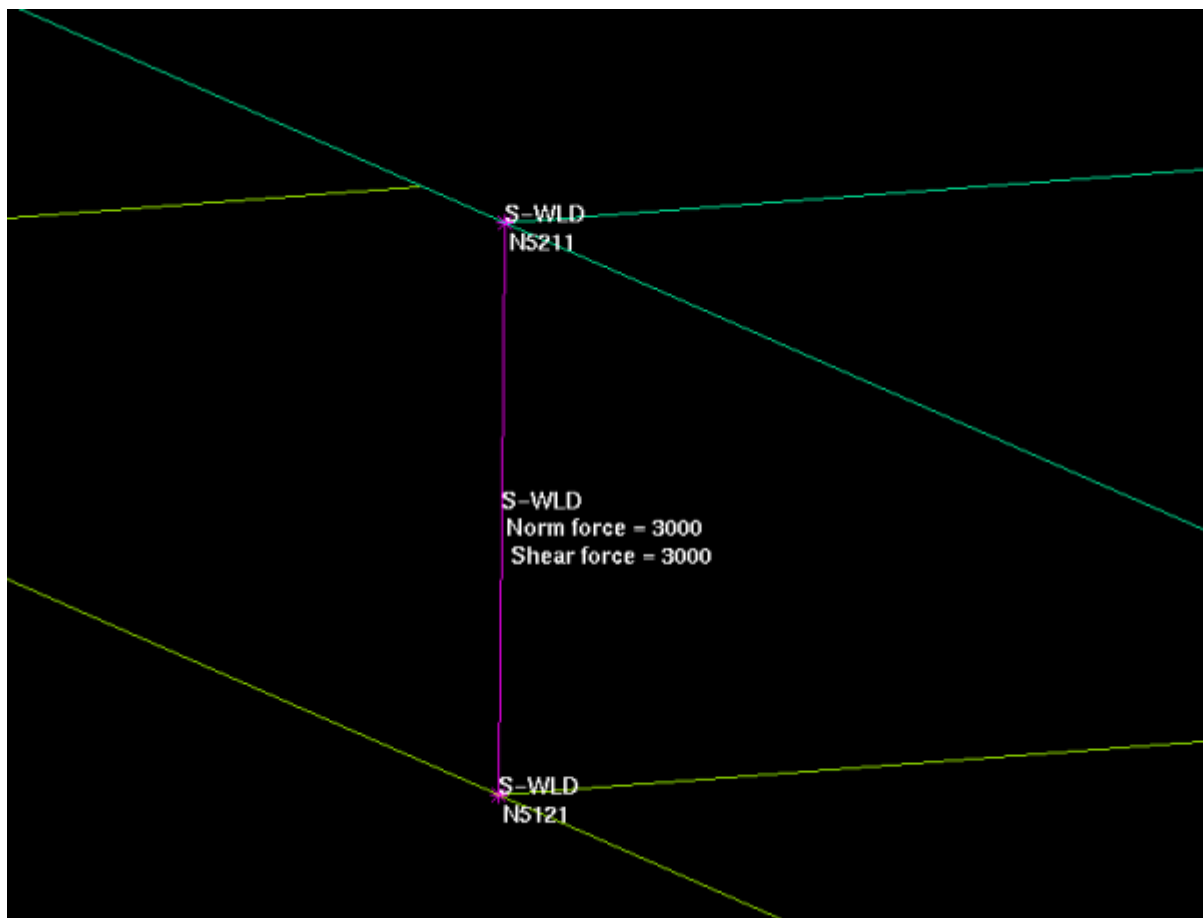 S-WLD
N5211
S-WLD
Norm force = 3000
Shear force = 3000
S-WLD
N5121